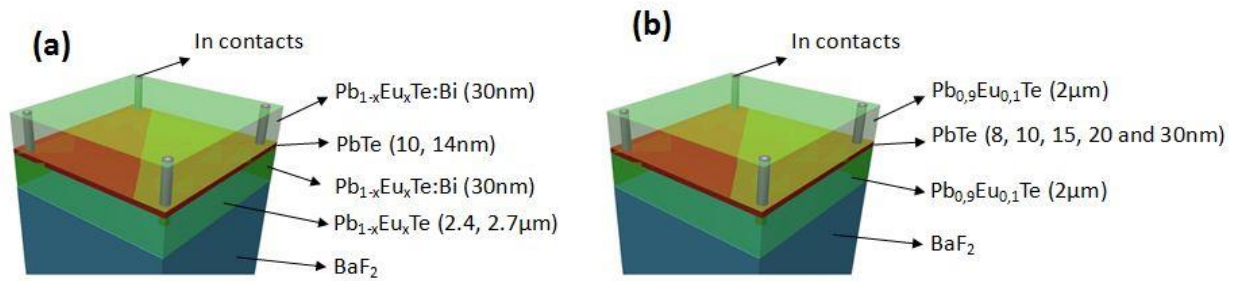 (a)
In contacts
Pb₁₋ₓEuₓTe:Bi (30nm)
PbTe (10, 14nm)
Pb₁₋ₓEuₓTe:Bi (30nm)
Pb₁₋ₓEuₓTe (2.4, 2.7µm)
BaF₂
(b)
In contacts
Pb₀,₉Eu₀,₁Te (2µm)
PbTe (8, 10, 15, 20 and 30nm)
Pb₀,₉Eu₀,₁Te (2µm)
BaF₂